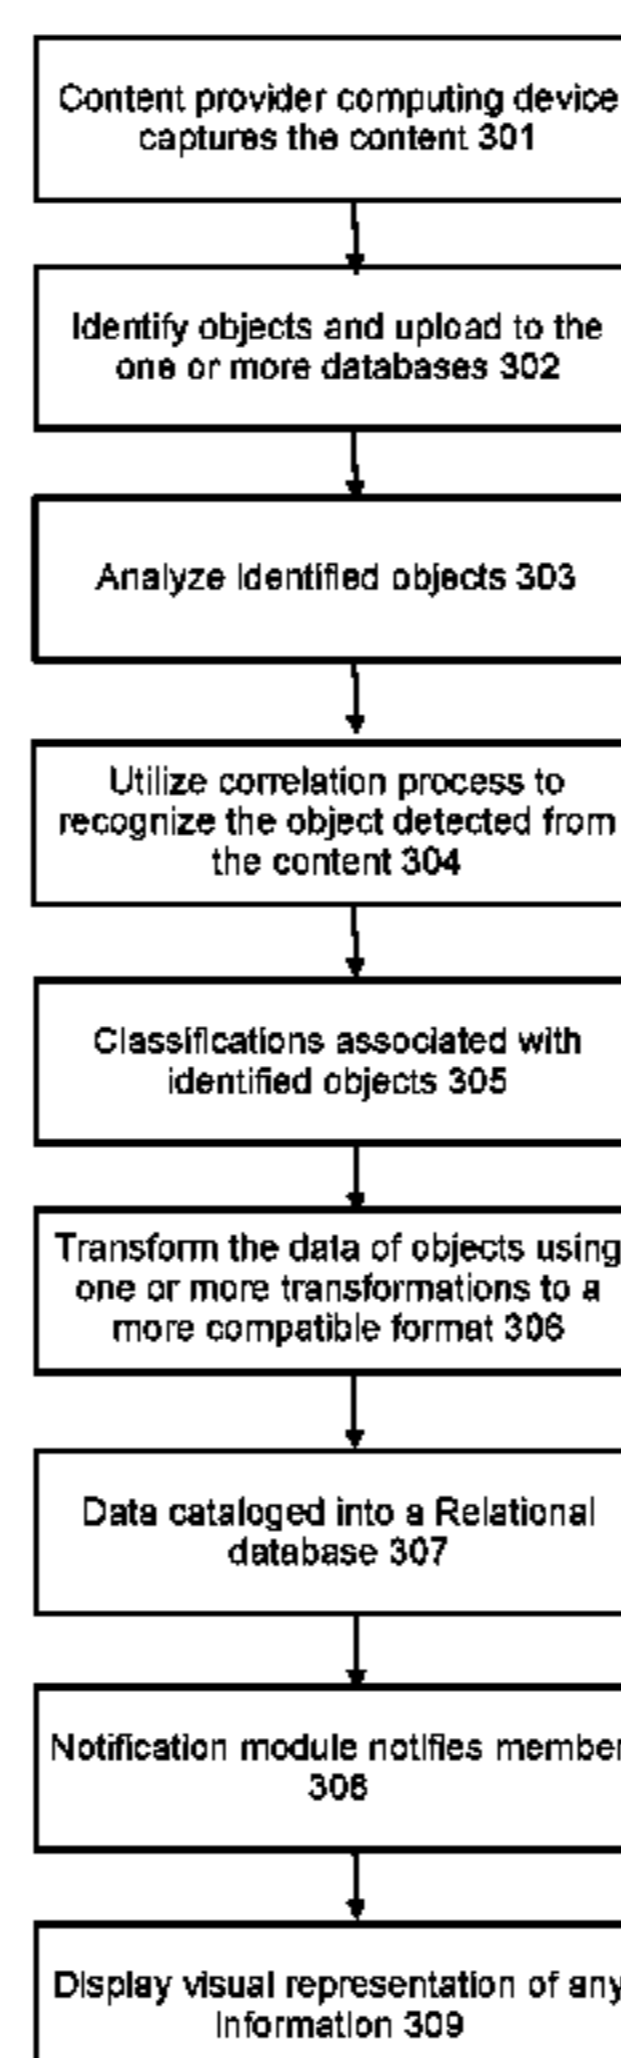 Content provider computing device
captures the content 301
Identify objects and upload to the
one or more databases 302
Analyze Identified objects 303
Utilize correlation process to
recognize the object detected from
the content 304
Classifications associated with
identified objects 305
Transform the data of objects using
one or more transformations to a
more compatible format 306
Data cataloged into a Relational
database 307
Notification module notifies member
308
Display visual representation of any
Information 309